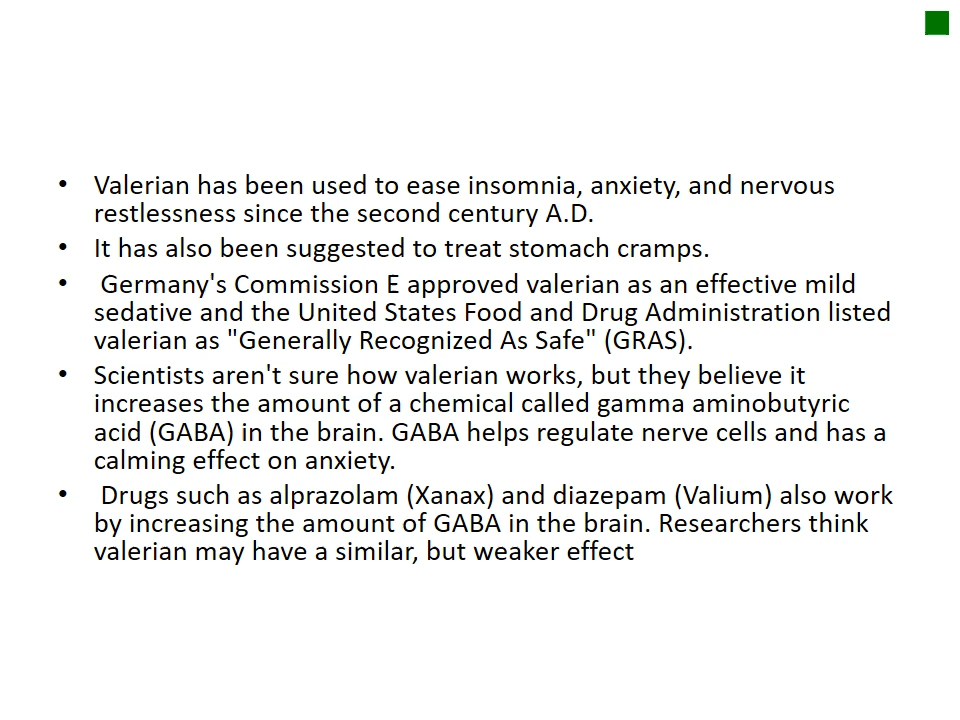 • Valerian has been used to ease insomnia, anxiety, and nervous
restlessness since the second century A.D.
• It has also been suggested to treat stomach cramps.
• Germany's Commission E approved valerian as an effective mild
sedative and the United States Food and Drug Administration listed
valerian as "Generally Recognized As Safe" (GRAS).
• Scientists aren't sure how valerian works, but they believe it
increases the amount of a chemical called gamma aminobutyric
acid (GABA) in the brain. GABA helps regulate nerve cells and has a
calming effect on anxiety.
• Drugs such as alprazolam (Xanax) and diazepam (Valium) also work
by increasing the amount of GABA in the brain. Researchers think
valerian may have a similar, but weaker effect